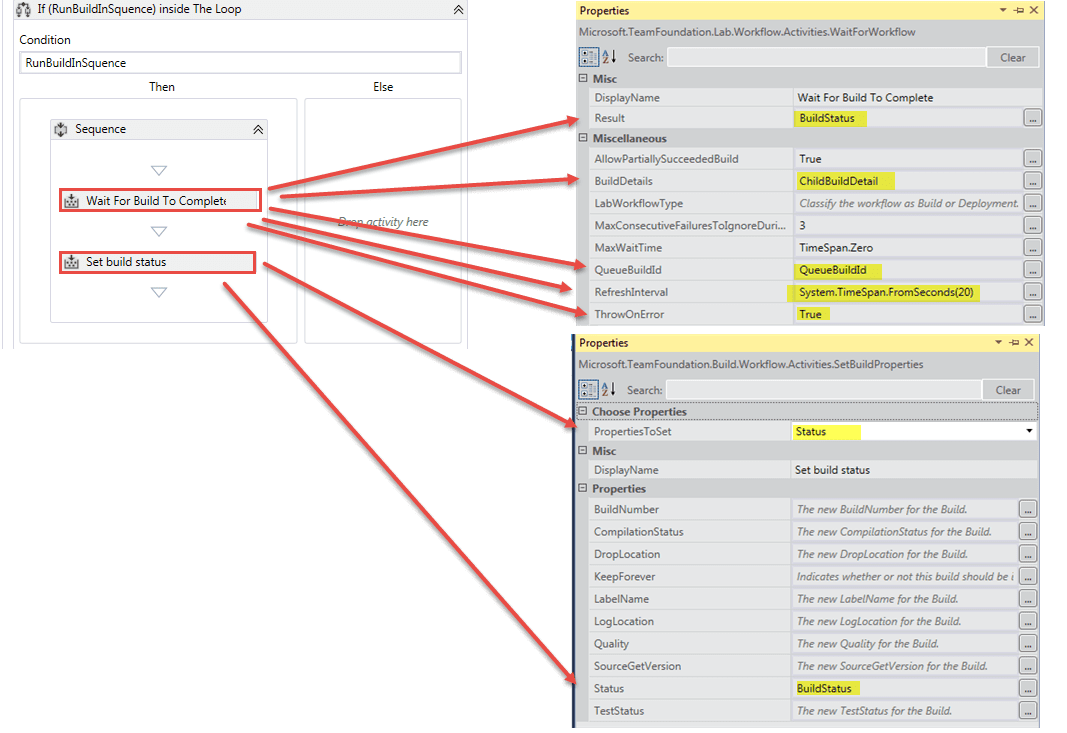 If (RunBuildInSquence) inside The Loop
Condition
RunBuildInSquence
Then
Else
Sequence
Wait For Build To Complete
Drop activity here
Set build status
Properties
Microsoft.TeamFoundation.Lab.Workflow.Activities.WaitForWorkflow
Search:
Clear
Misc
DisplayName Wait For Build To Complete
Result BuildStatus ...
Miscellaneous
AllowPartiallySucceededBuild True ...
BuildDetails ChildBuildDetail ...
LabWorkflowType Classify the workflow as Build or Deployment. ...
MaxConsecutiveFailuresToIgnoreDuri... 3 ...
MaxWaitTime TimeSpan.Zero ...
QueueBuildId QueueBuildId ...
RefreshInterval System.TimeSpan.FromSeconds(20) ...
ThrowOnError True ...
Properties
Microsoft.TeamFoundation.Build.Workflow.Activities.SetBuildProperties
Search:
Clear
Choose Properties
PropertiesToSet Status
Misc
DisplayName Set build status
Properties
BuildNumber The new BuildNumber for the Build. ...
CompilationStatus The new CompilationStatus for the Build. ...
DropLocation The new DropLocation for the Build. ...
KeepForever Indicates whether or not this build should be i ...
LabelName The new LabelName for the Build. ...
LogLocation The new LogLocation for the Build. ...
Quality The new Quality for the Build. ...
SourceGetVersion The new SourceGetVersion for the Build. ...
Status BuildStatus ...
TestStatus The new TestStatus for the Build. ...